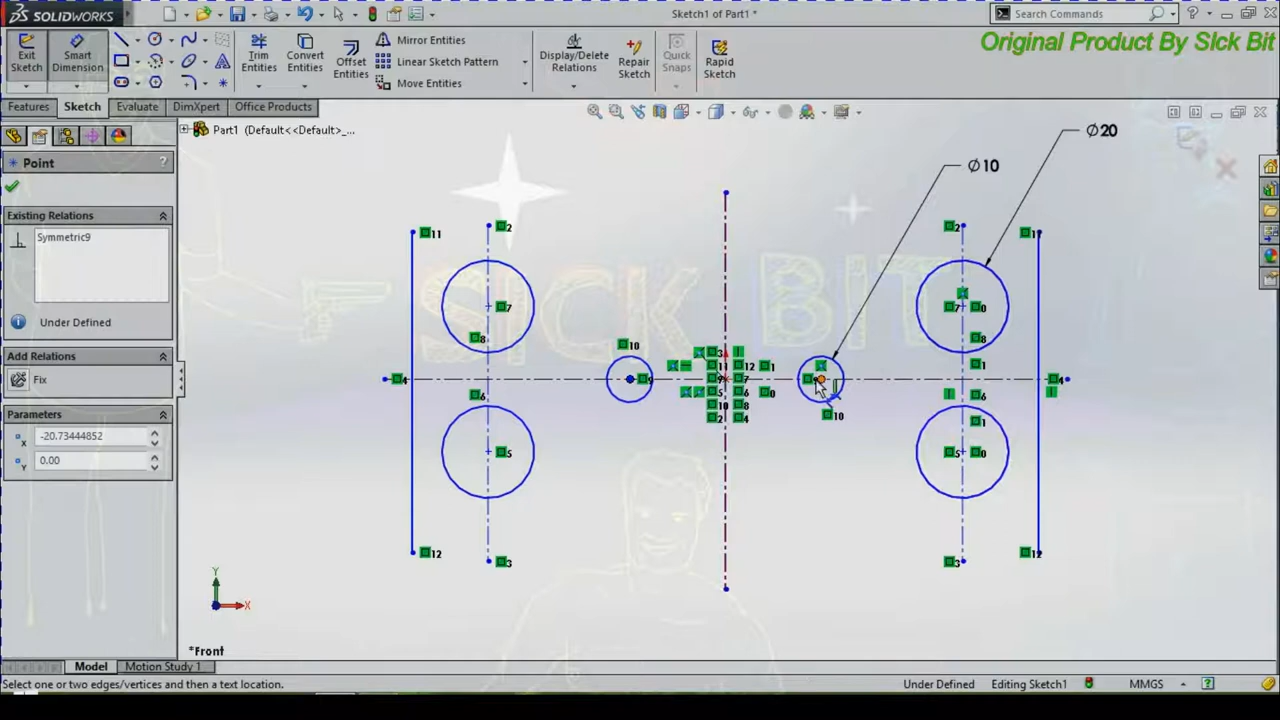 SOLIDWORKS
Sketch1 of Part1 *
Search Commands
Original Product By Sick Bit
Exit Sketch
Smart Dimension
Trim Entities
Convert Entities
Offset Entities
Mirror Entities
Linear Sketch Pattern
Move Entities
Display/Delete Relations
Repair Sketch
Quick Snaps
Rapid Sketch
Features
Sketch
Evaluate
DimXpert
Office Products
Part1 (Default<<Default>_...
Point
?
Existing Relations
Symmetric9
Under Defined
Add Relations
Fix
Parameters
-20.73444852
0.00
SICK BIT
Ø10
Ø20
Y
X
*Front
Model
Motion Study 1
Select one or two edges/vertices and then a text location.
Under Defined
Editing Sketch1
MMGS